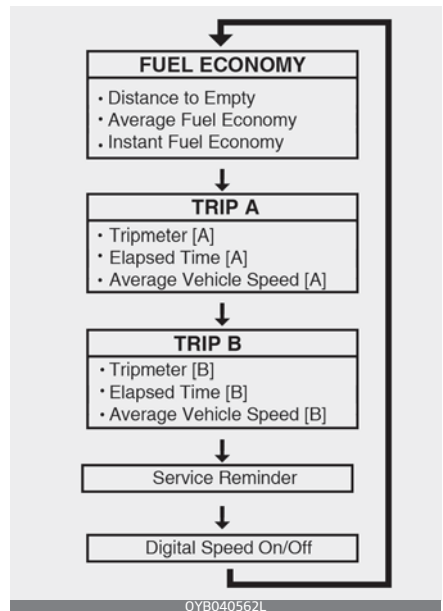 FUEL ECONOMY
• Distance to Empty
• Average Fuel Economy
• Instant Fuel Economy
TRIP A
• Tripmeter [A]
• Elapsed Time [A]
• Average Vehicle Speed [A]
TRIP B
• Tripmeter [B]
• Elapsed Time [B]
• Average Vehicle Speed [B]
Service Reminder
Digital Speed On/Off
OYB040562L